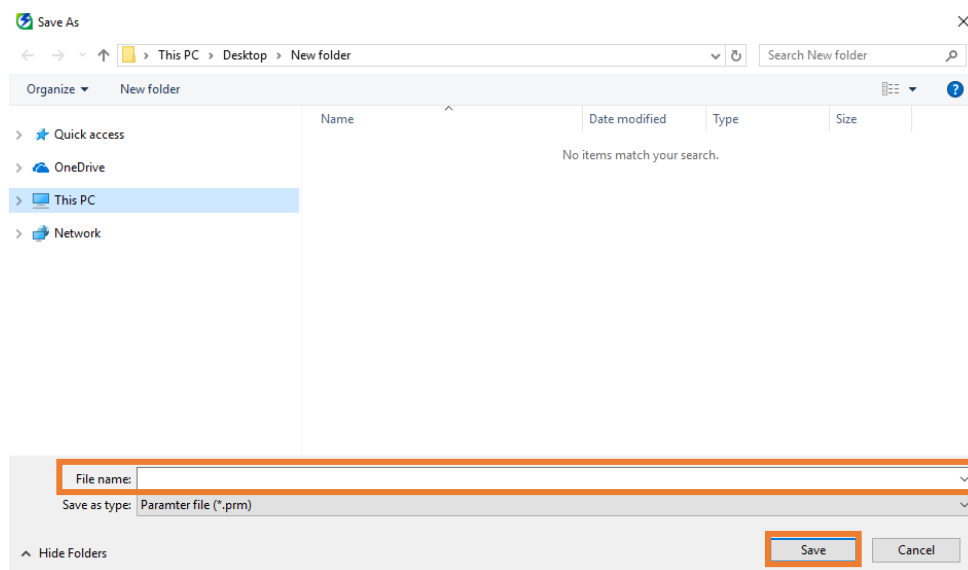 Save As
This PC > Desktop > New folder
Search New folder
Organize
New folder
?
Name
Date modified
Type
Size
Quick access
No items match your search.
OneDrive
This PC
Network
File name:
Save as type: Paramter file (*.prm)
Hide Folders
Save
Cancel